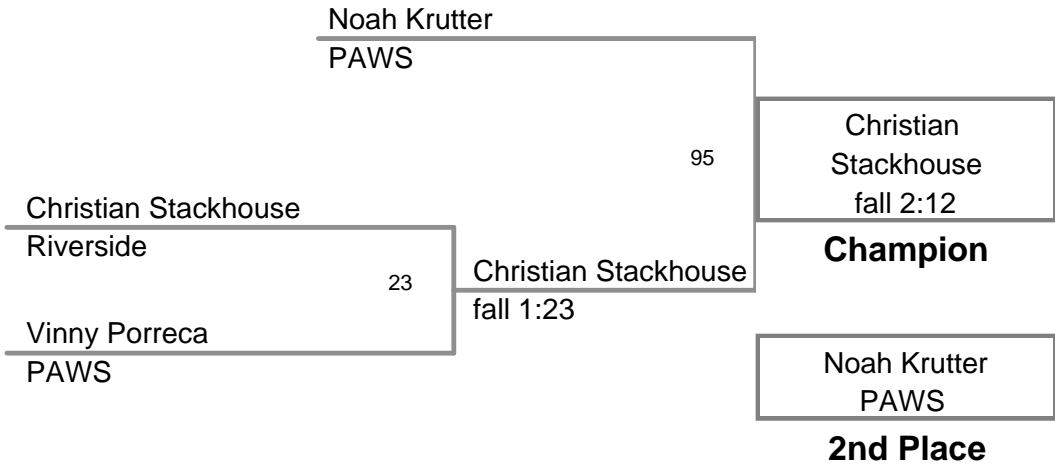 Noah Krutter
PAWS
95
Christian
Stackhouse
fall 2:12
Champion
Christian Stackhouse
Riverside
23
Christian Stackhouse
fall 1:23
Vinny Porreca
PAWS
Noah Krutter
PAWS
2nd Place